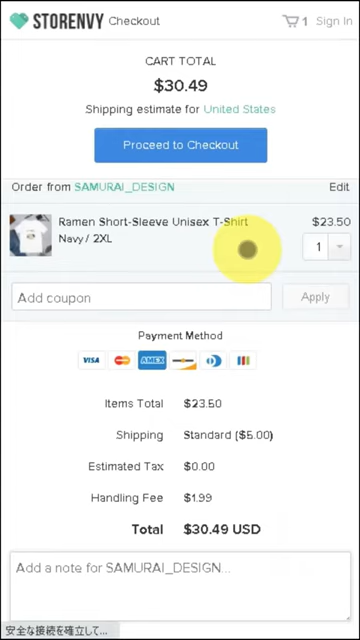 STORENVY Checkout 1 Sign In
CART TOTAL
$30.49
Shipping estimate for United States
Proceed to Checkout
Order from SAMURAI_DESIGN Edit
Ramen Short-Sleeve Unisex T-Shirt $23.50
Navy / 2XL 1
Add coupon Apply
Payment Method
VISA AMEX
Items Total $23.50
Shipping Standard ($5.00)
Estimated Tax $0.00
Handling Fee $1.99
Total $30.49 USD
Add a note for SAMURAI_DESIGN...
安全な接続を確立して...